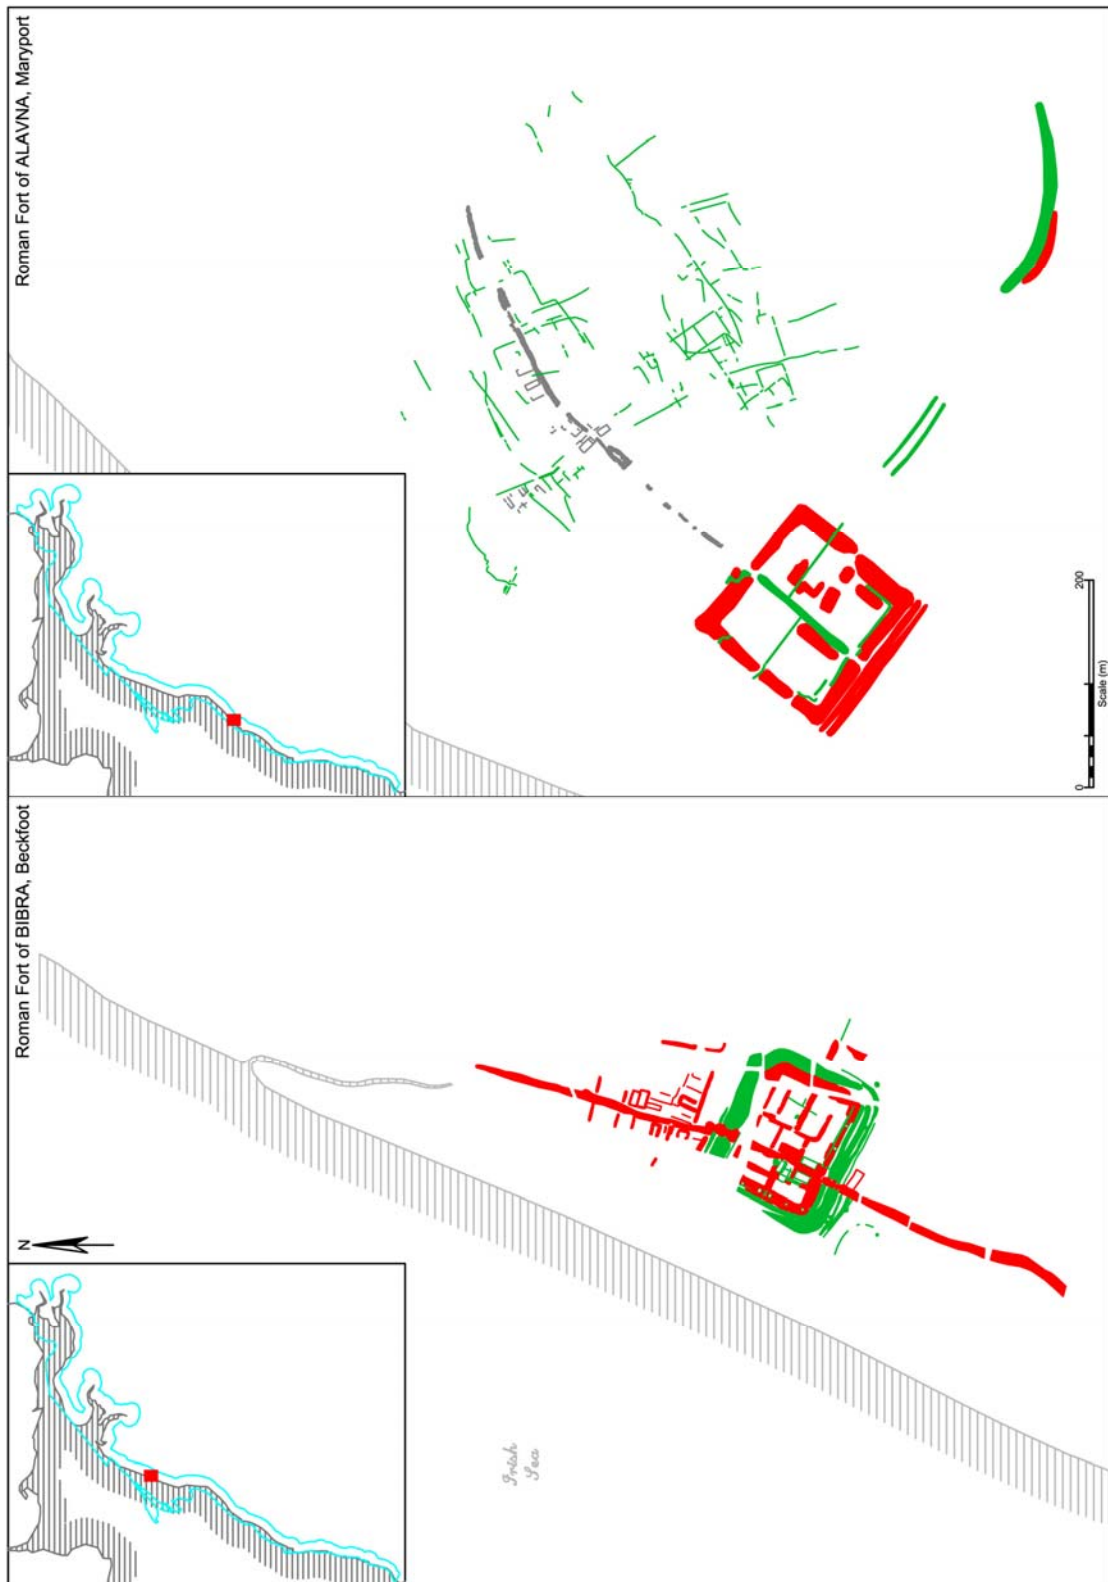 Roman Fort of ALAVNA, Maryport
200
0
Scale (m)
Roman Fort of BIBRA, Beckfoot
N
Irish
Sea